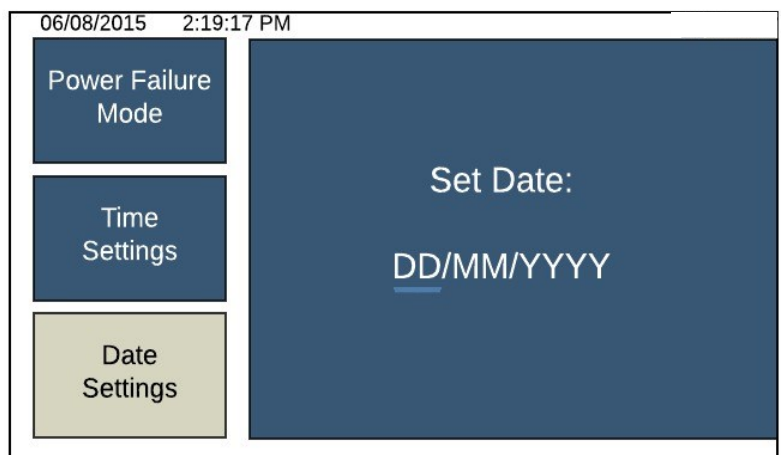 06/08/2015 2:19:17 PM
Power Failure
Mode
Time
Settings
Date
Settings
Set Date:
DD/MM/YYYY